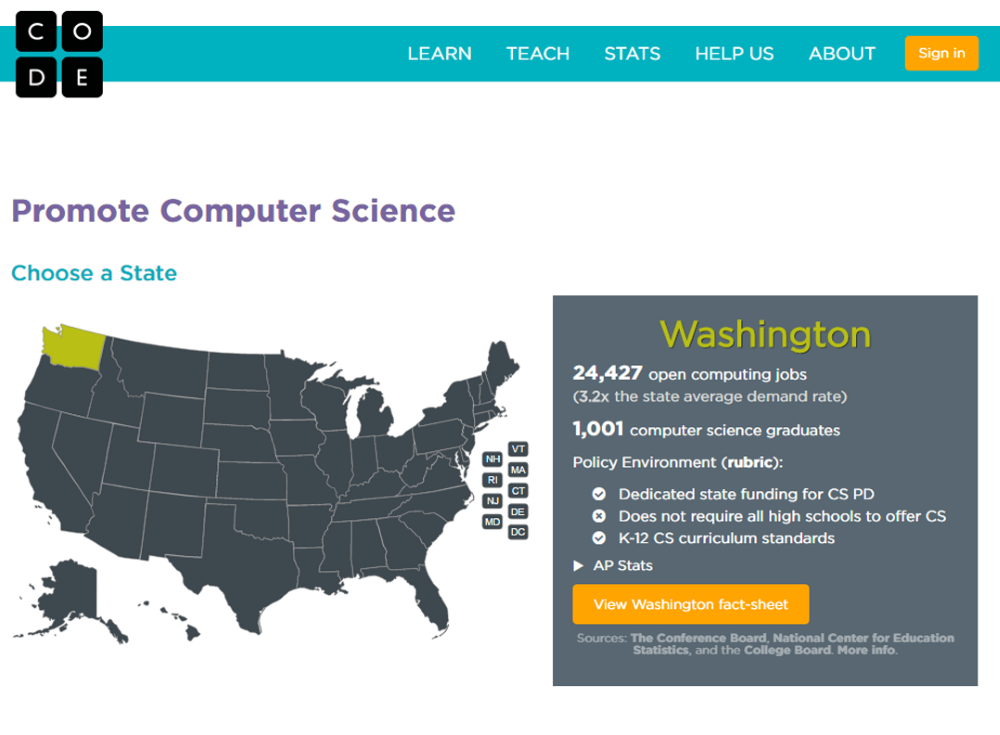 C O
D E
LEARN TEACH STATS HELP US ABOUT Sign in
Promote Computer Science
Choose a State
Washington
24,427 open computing jobs
(3.2x the state average demand rate)
1,001 computer science graduates
Policy Environment (rubric):
Dedicated state funding for CS PD
Does not require all high schools to offer CS
K-12 CS curriculum standards
AP Stats
View Washington fact-sheet
Sources: The Conference Board, National Center for Education
Statistics, and the College Board. More info.
VT
NH
MA
RI
CT
NJ
DE
MD
DC